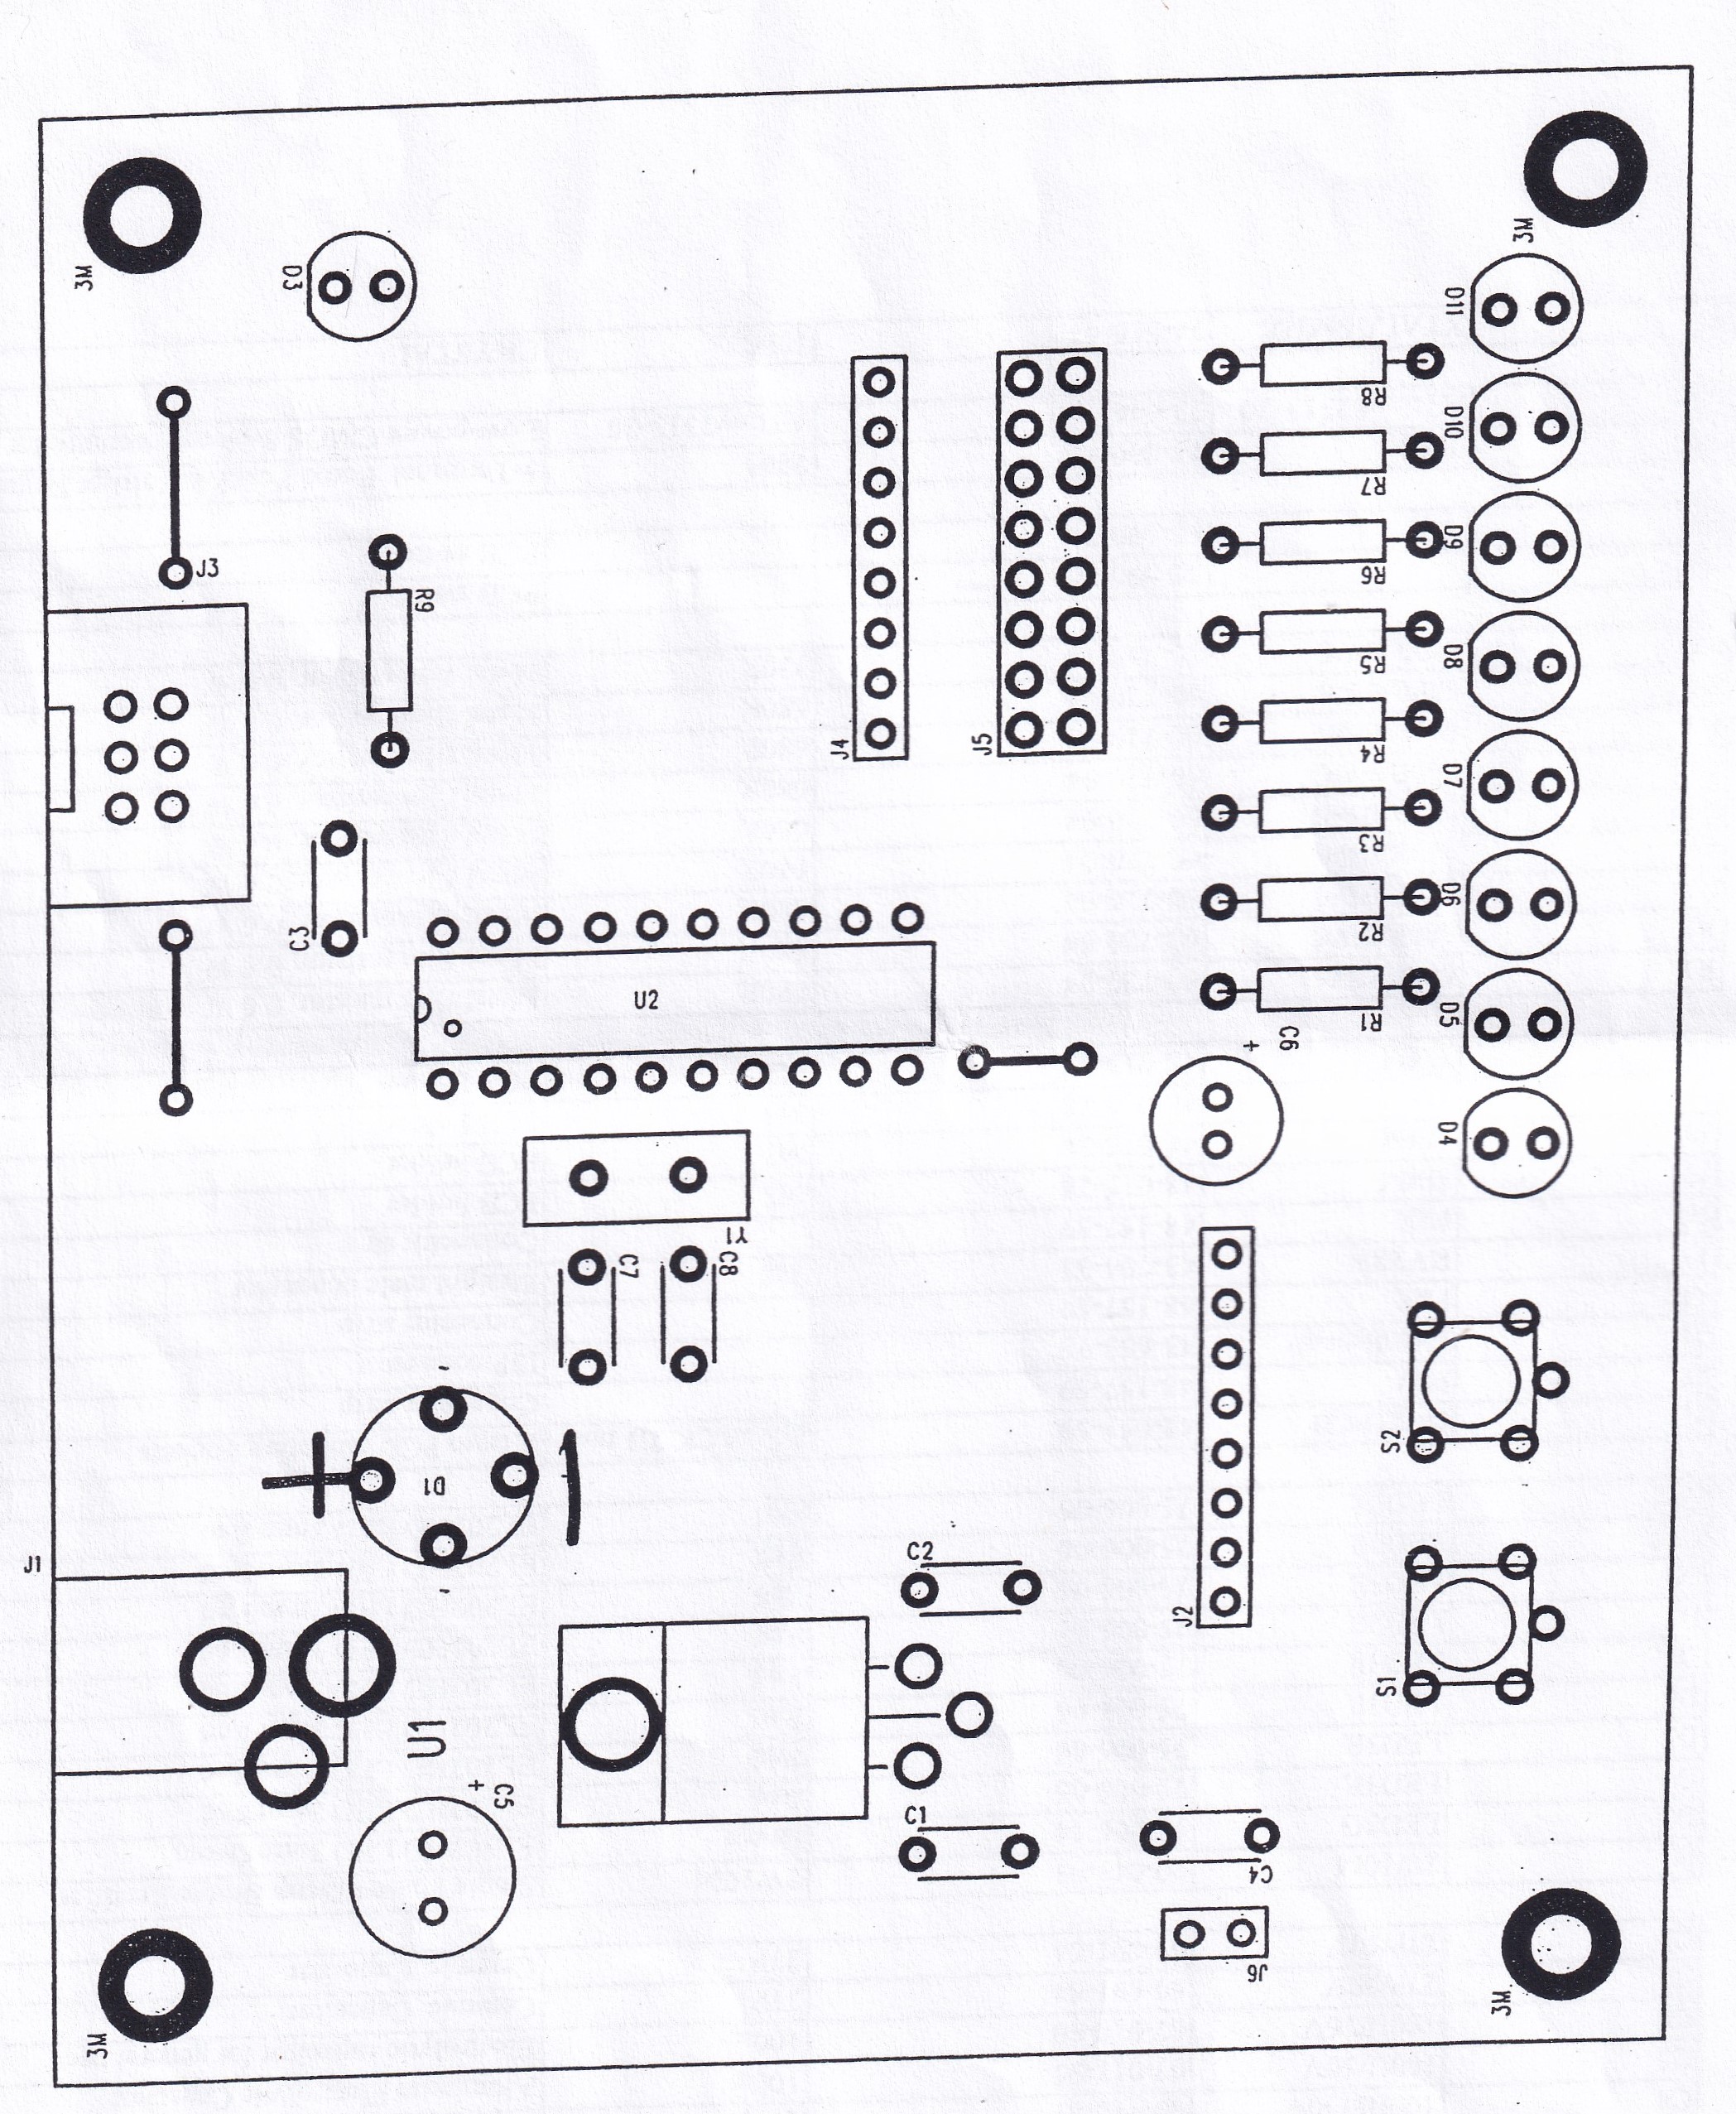 J1
3M
3M
J3
C3
D3
R9
U1
D1
+
C5
C7
C8
Y1
U2
J4
C1
C2
J5
J6
C4
J2
+
C6
R1
R2
R3
R4
R5
R6
R7
R8
S1
S2
D4
D5
D6
D7
D8
D9
D10
D11
3M
3M